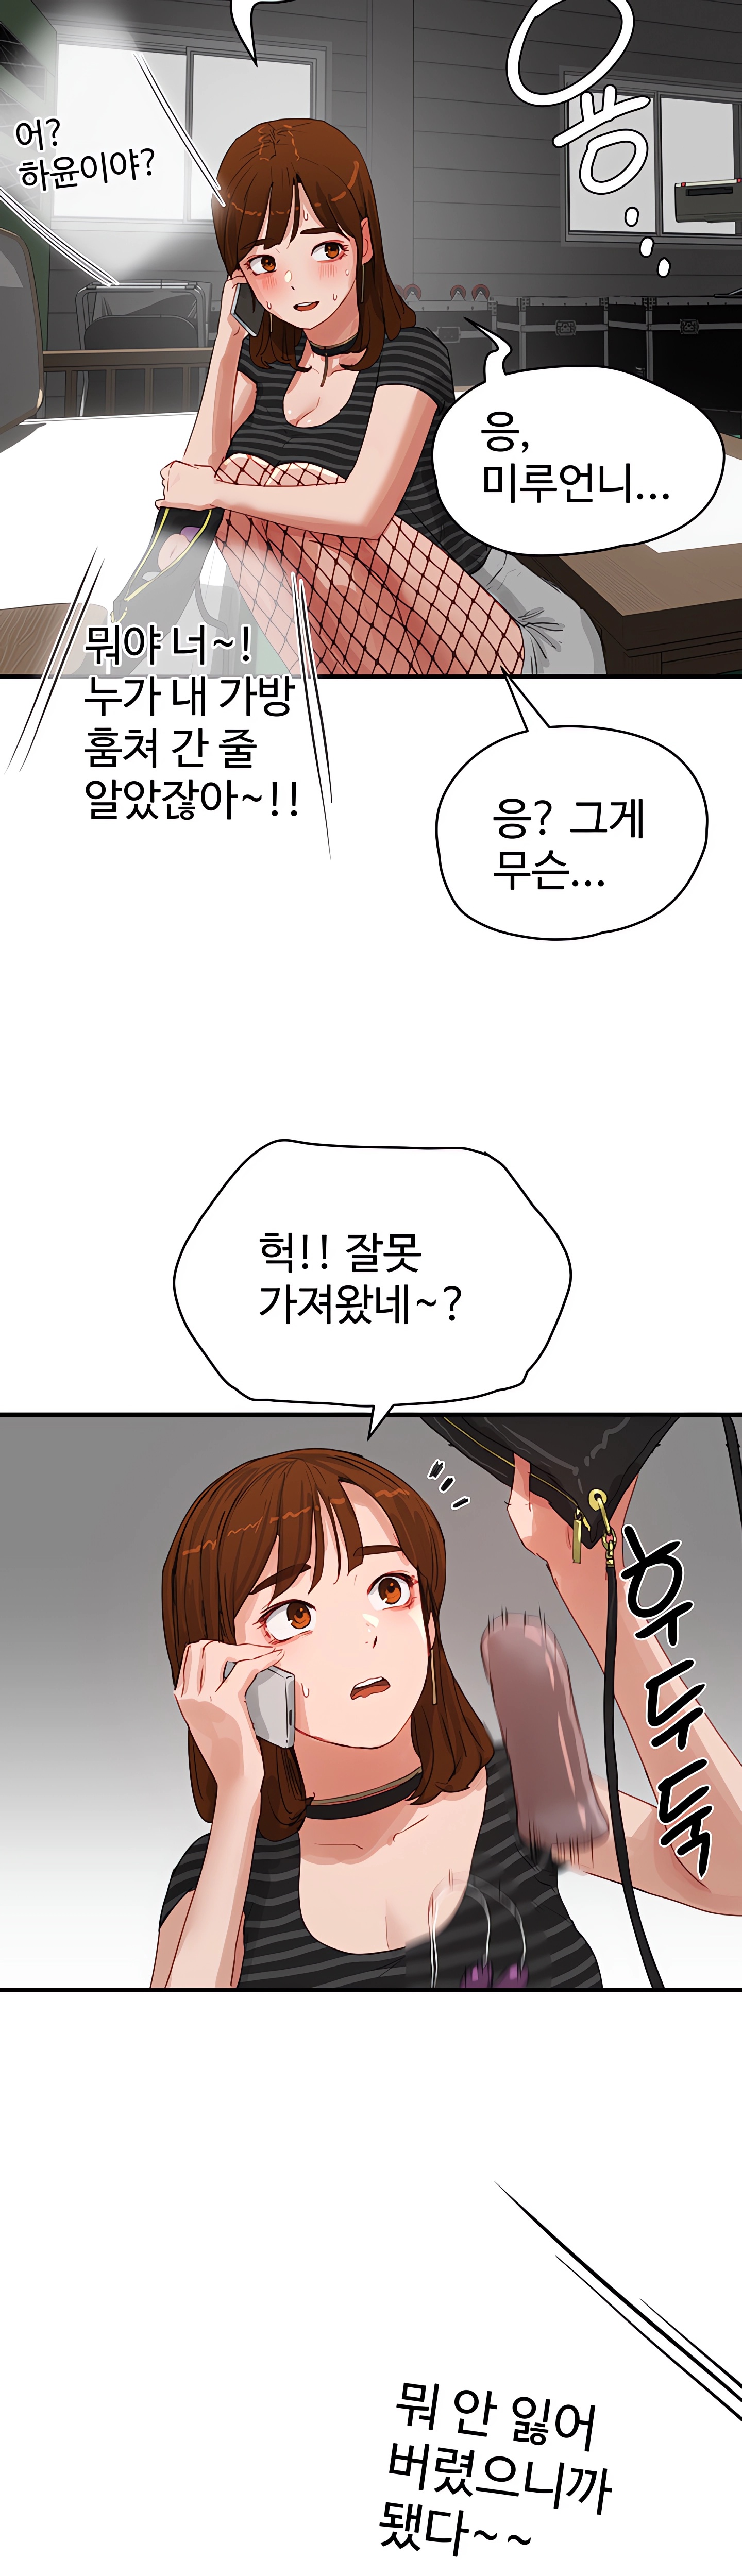 음
어?
하윤이야?
응,
미루언니...
뭐야 너~!
누가 내 가방
훔쳐 간 줄
알았잖아~!!
응? 그게
무슨...
헉!! 잘못
가져왔네~?
후두둑
뭐 안 잃어
버렸으니까
됐다~~